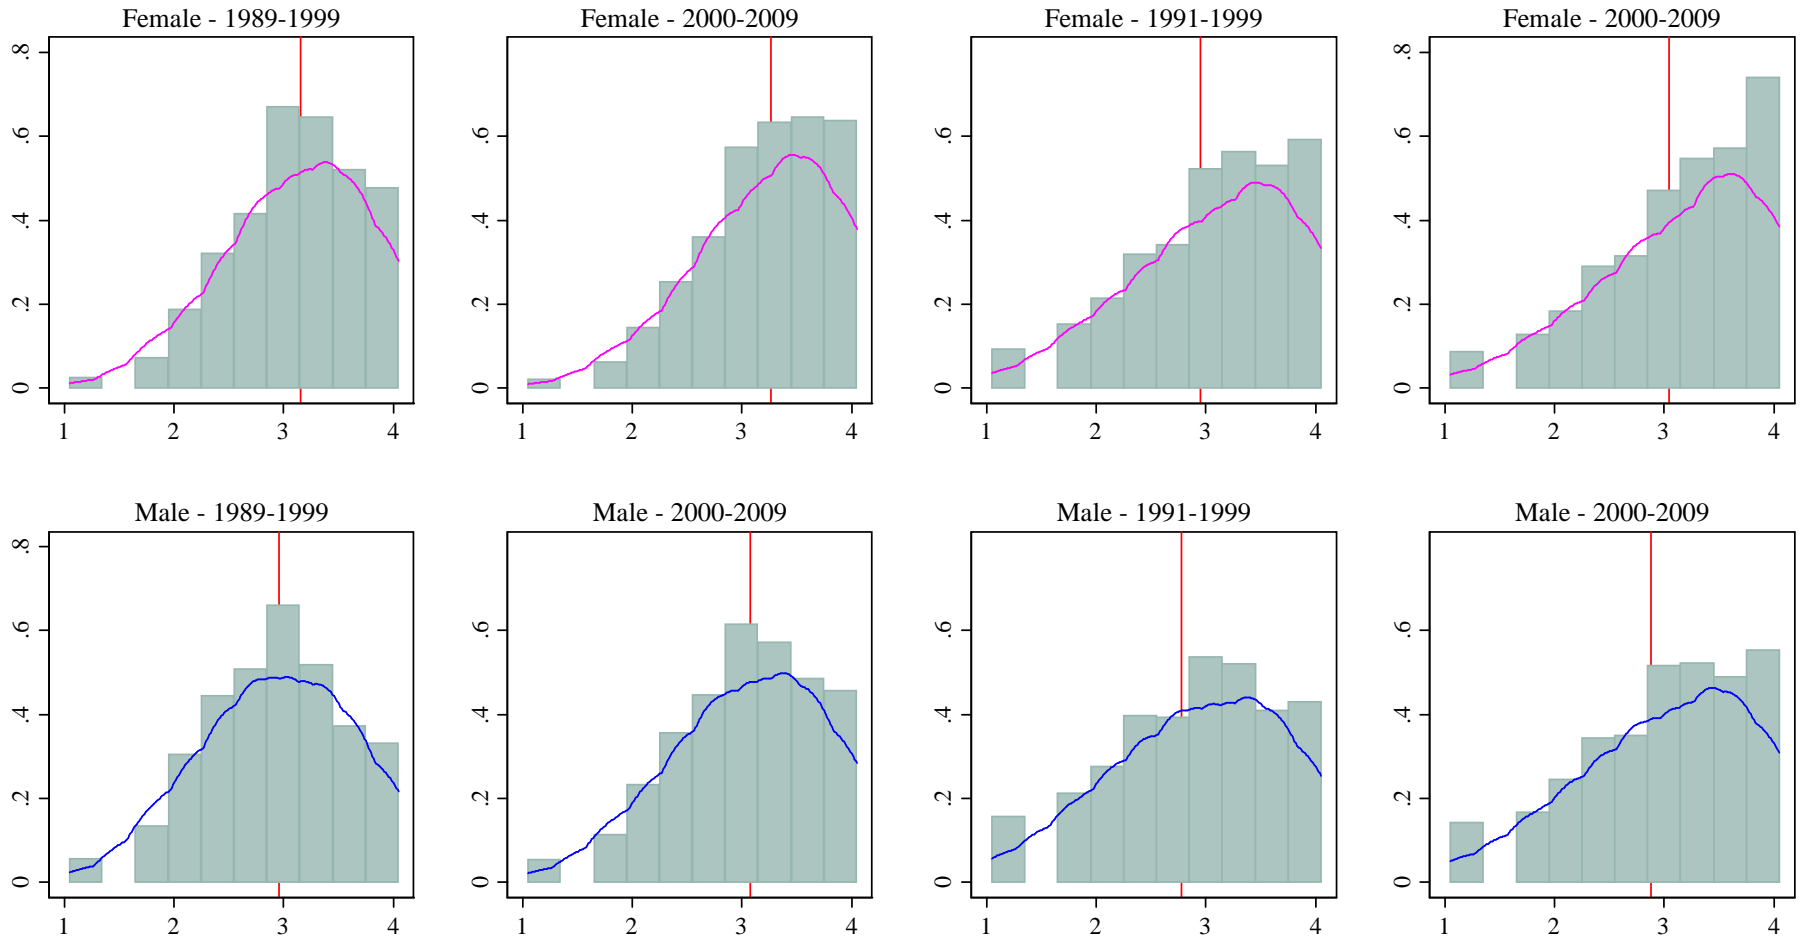 Female - 1989-1999
Female - 2000-2009
Female - 1991-1999
Female - 2000-2009
0 .2 .4 .6 .8
0 .2 .4 .6
0 .2 .4 .6
0 .2 .4 .6 .8
1 2 3 4
1 2 3 4
1 2 3 4
1 2 3 4
Male - 1989-1999
Male - 2000-2009
Male - 1991-1999
Male - 2000-2009
0 .2 .4 .6 .8
0 .2 .4 .6
0 .2 .4 .6
0 .2 .4 .6
1 2 3 4
1 2 3 4
1 2 3 4
1 2 3 4